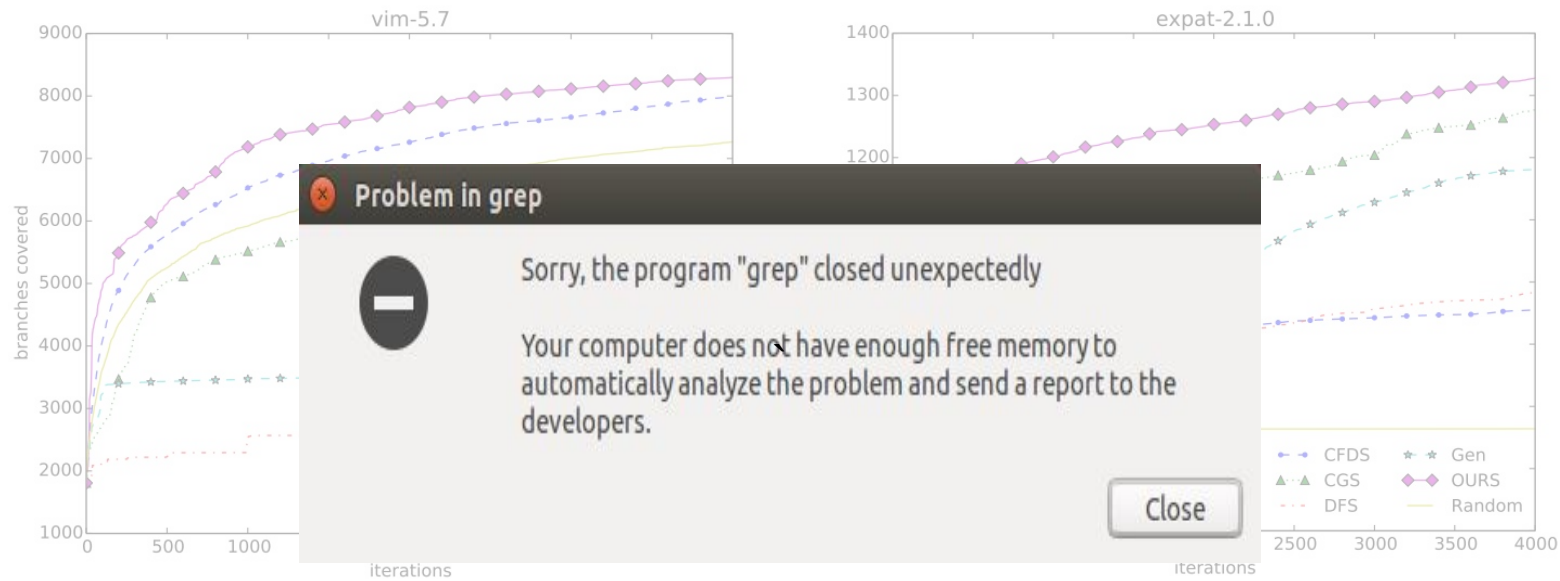 vim-5.7
expat-2.1.0
9000
8000
7000
6000
5000
4000
3000
2000
1000
branches covered
0
500
1000
iterations
1400
1300
1200
Problem in grep
Sorry, the program "grep" closed unexpectedly
Your computer does not have enough free memory to
automatically analyze the problem and send a report to the
developers.
Close
CFDS
Gen
CGS
OURS
DFS
Random
2500
3000
3500
4000
iterations